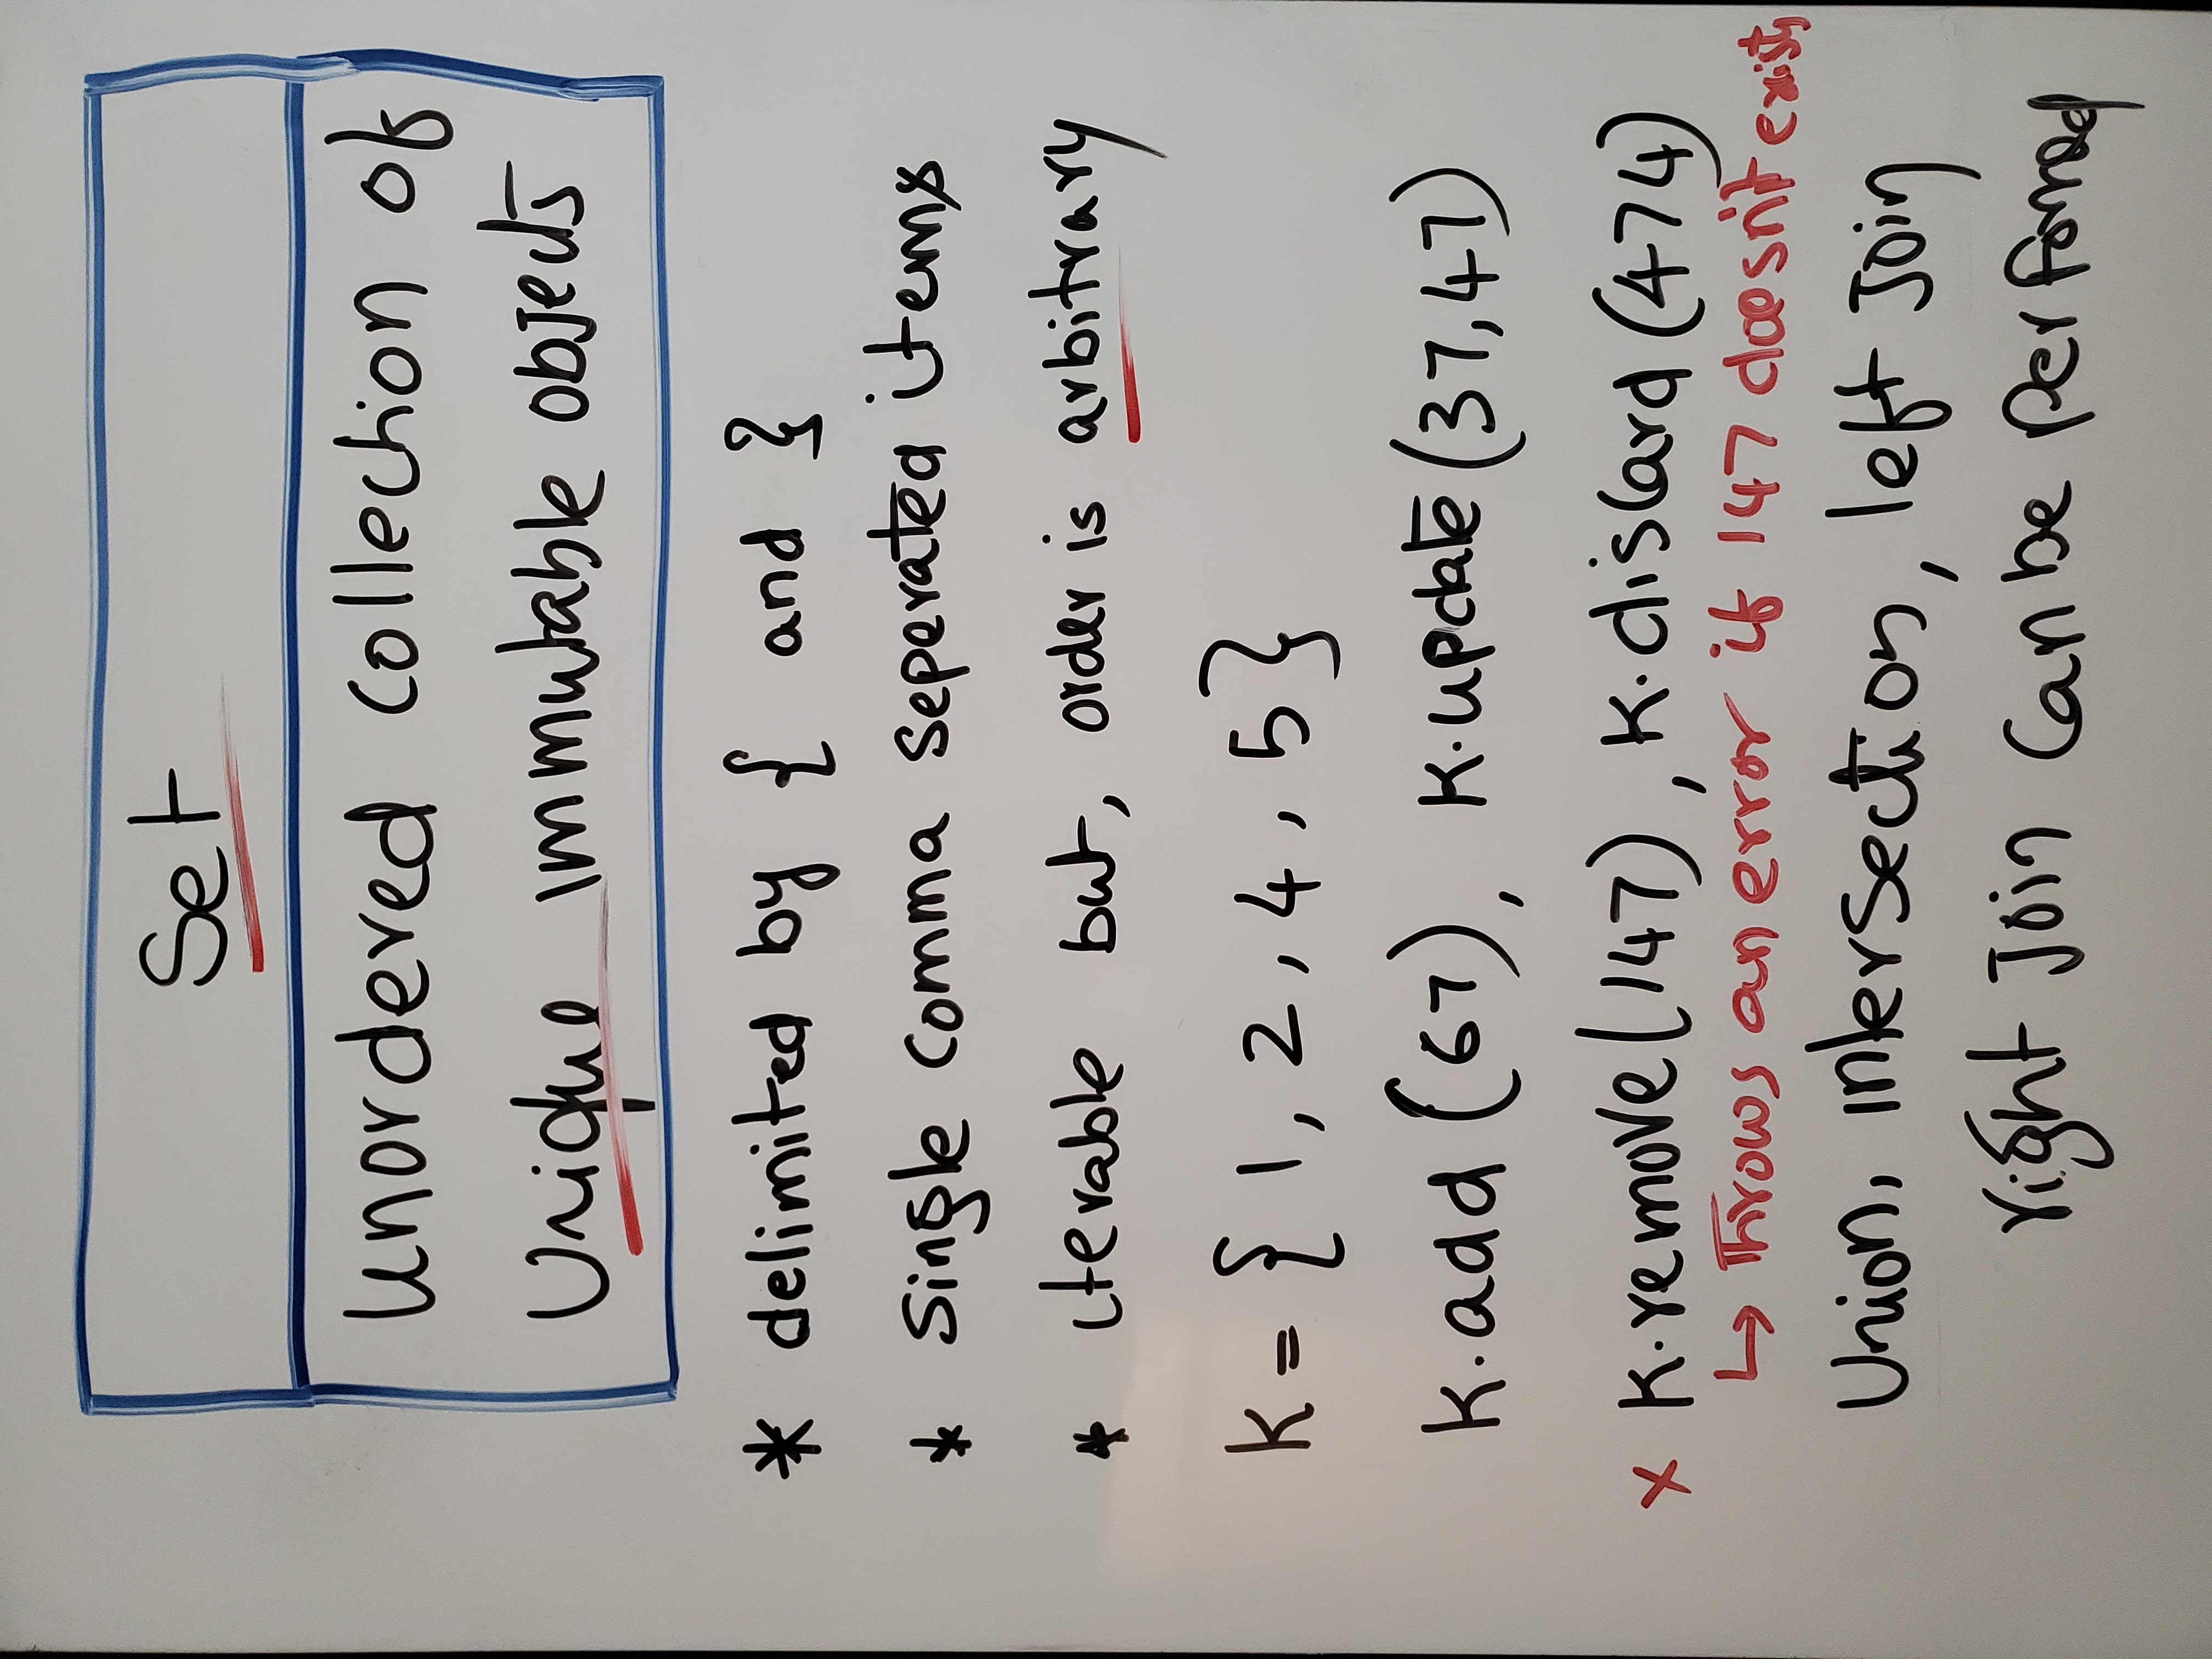 Set
Unordered collection of
Unique immutable objects
* delimited by { and }
* Single comma seperated items
* iterable but, order is arbitrary
K = { 1, 2, 4, 5}
K.add (67), K.update (37,47)
x K.remove(147), K.discard (474)
↳ Throws an error if 147 doesn't exists
Union, intersection, left Join
right Join can be performed